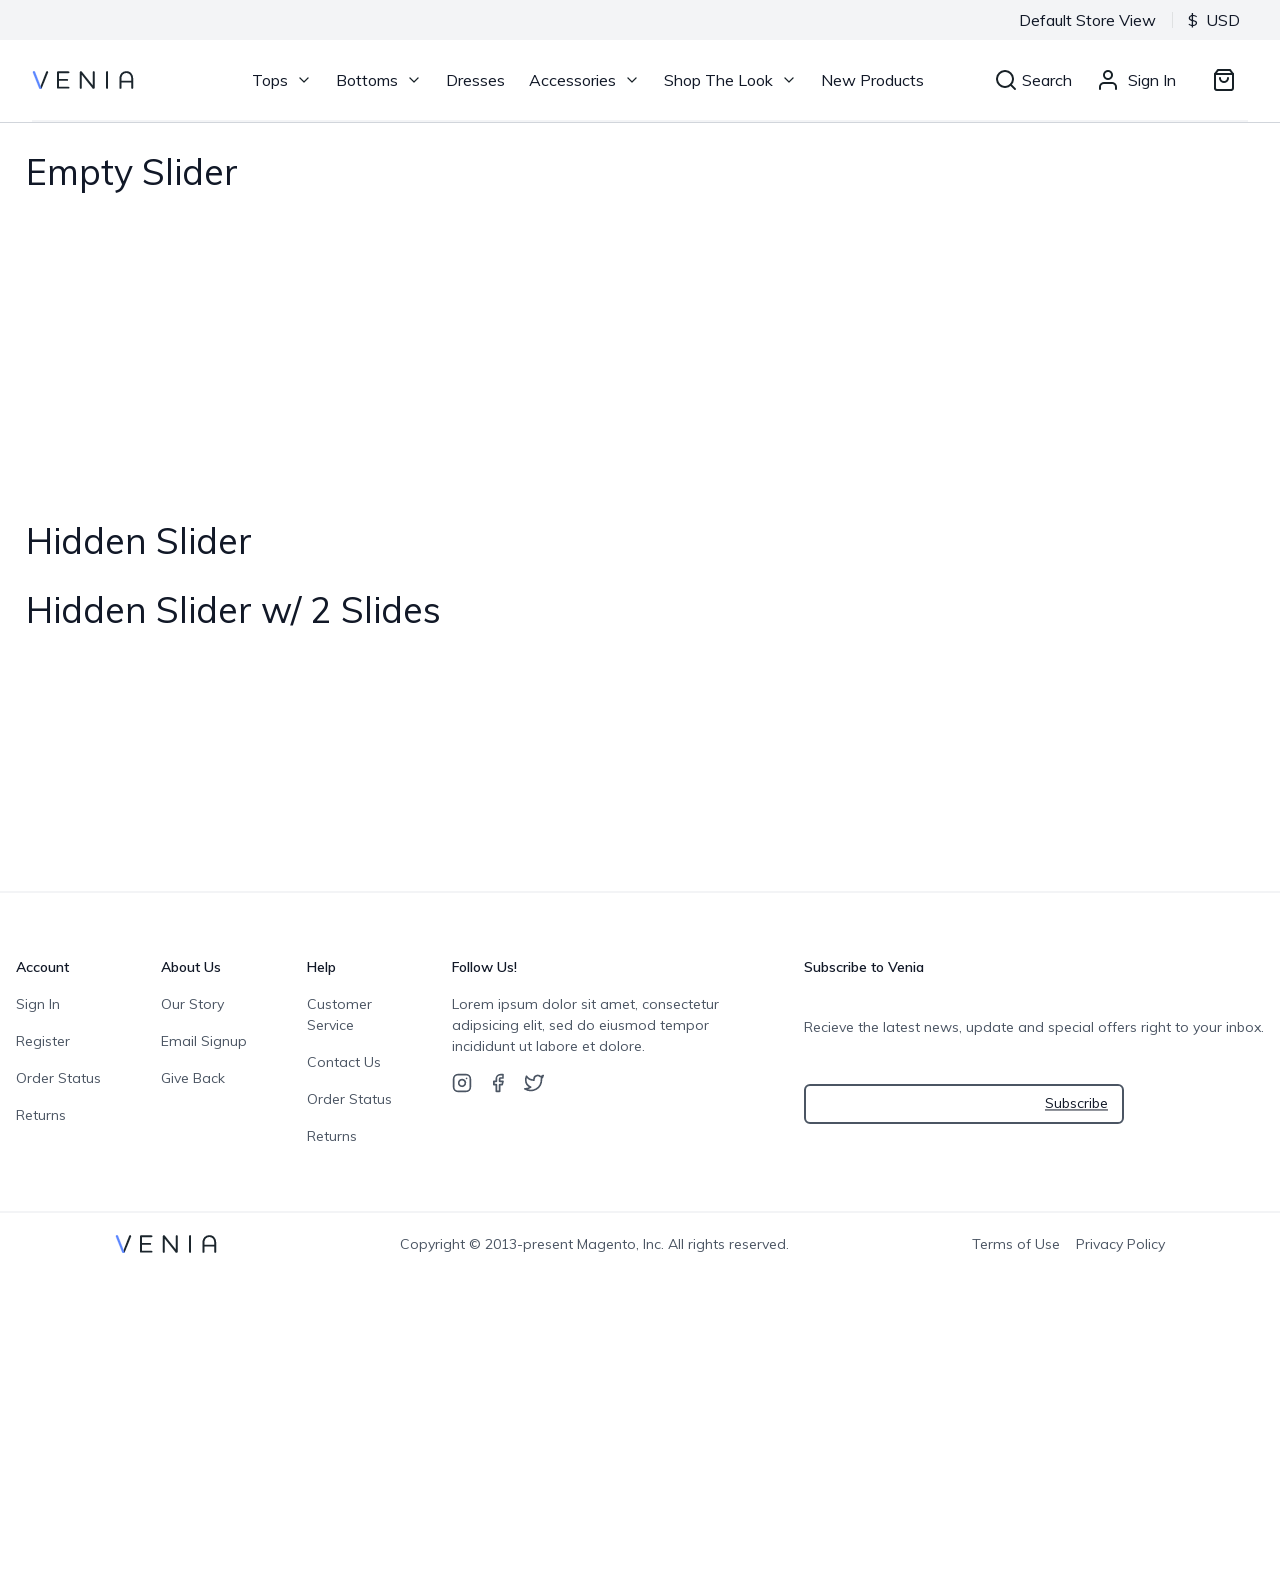 Default Store View
$ USD
VENIA
Tops
Bottoms
Dresses
Accessories
Shop The Look
New Products
Search
Sign In
Empty Slider
Hidden Slider
Hidden Slider w/ 2 Slides
Account
Sign In
Register
Order Status
Returns
About Us
Our Story
Email Signup
Give Back
Help
Customer
Service
Contact Us
Order Status
Returns
Follow Us!
Lorem ipsum dolor sit amet, consectetur
adipsicing elit, sed do eiusmod tempor
incididunt ut labore et dolore.
Subscribe to Venia
Recieve the latest news, update and special offers right to your inbox.
Subscribe
VENIA
Copyright © 2013-present Magento, Inc. All rights reserved.
Terms of Use
Privacy Policy